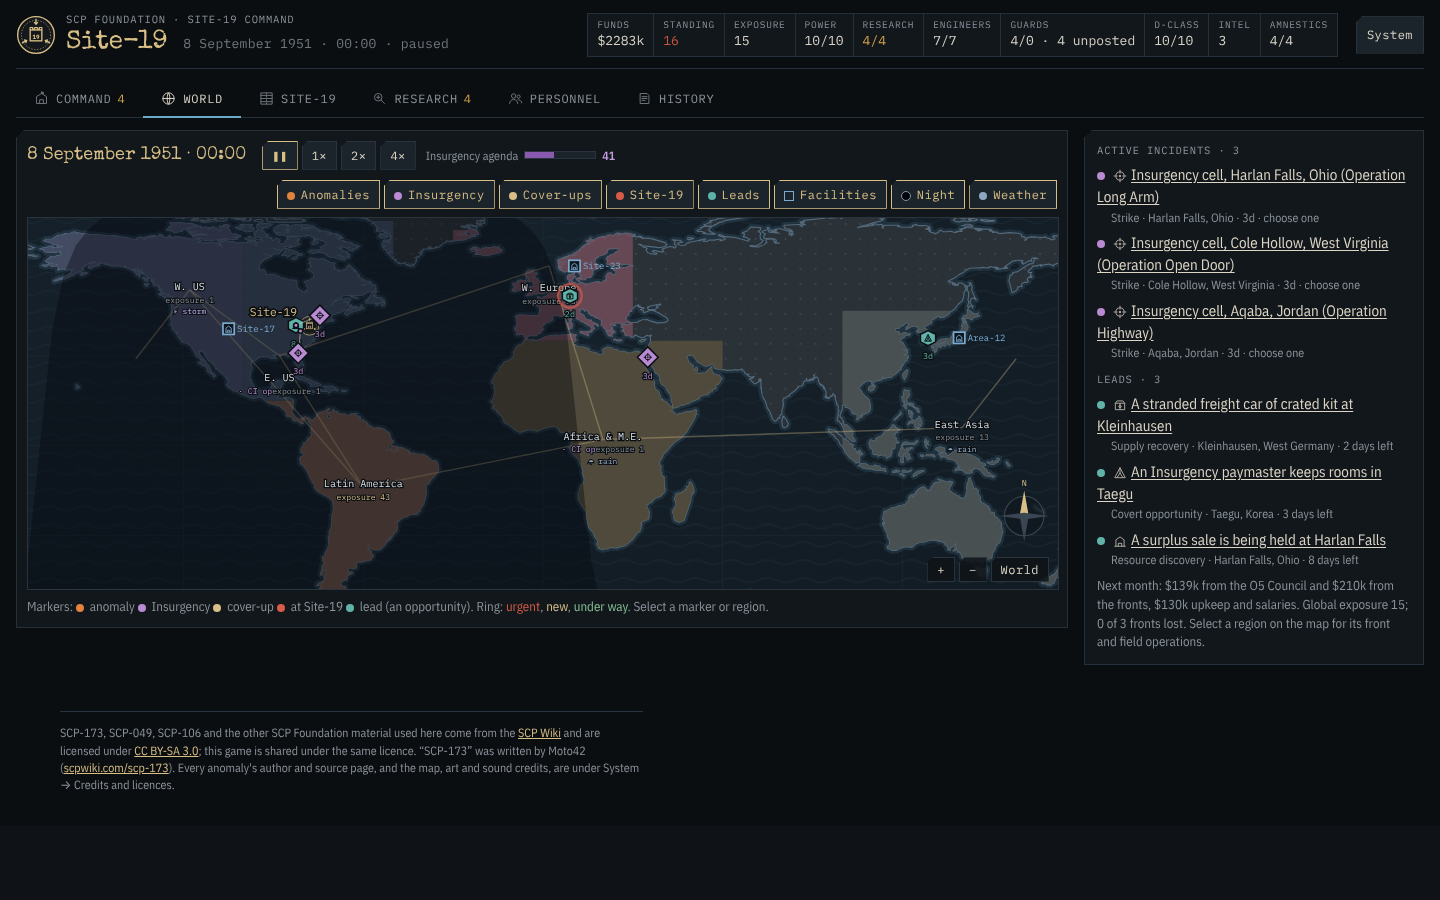 SCP FOUNDATION · SITE-19 COMMAND
Site-19
8 September 1951 · 00:00 · paused
FUNDS
$2283k
STANDING
16
EXPOSURE
15
POWER
10/10
RESEARCH
4/4
ENGINEERS
7/7
GUARDS
4/0 · 4 unposted
D-CLASS
10/10
INTEL
3
AMNESTICS
4/4
System
COMMAND 4
WORLD
SITE-19
RESEARCH 4
PERSONNEL
HISTORY
8 September 1951 · 00:00
1×
2×
4×
Insurgency agenda
41
Anomalies
Insurgency
Cover-ups
Site-19
Leads
Facilities
Night
Weather
Site-23
W. US
exposure 1
storm
W. Europe
exposure
2d
Site-19
Site-17
3d
3d
E. US
CI op
exposure 1
3d
3d
Area-12
East Asia
exposure 13
rain
Africa & M.E.
CI op
exposure 1
rain
Latin America
exposure 43
N
+
−
World
Markers: anomaly Insurgency cover-up at Site-19 lead (an opportunity). Ring: urgent, new, under way. Select a marker or region.
ACTIVE INCIDENTS · 3
Insurgency cell, Harlan Falls, Ohio (Operation
Long Arm)
Strike · Harlan Falls, Ohio · 3d · choose one
Insurgency cell, Cole Hollow, West Virginia
(Operation Open Door)
Strike · Cole Hollow, West Virginia · 3d · choose one
Insurgency cell, Aqaba, Jordan (Operation
Highway)
Strike · Aqaba, Jordan · 3d · choose one
LEADS · 3
A stranded freight car of crated kit at
Kleinhausen
Supply recovery · Kleinhausen, West Germany · 2 days left
An Insurgency paymaster keeps rooms in
Taegu
Covert opportunity · Taegu, Korea · 3 days left
A surplus sale is being held at Harlan Falls
Resource discovery · Harlan Falls, Ohio · 8 days left
Next month: $139k from the O5 Council and $210k from
the fronts, $130k upkeep and salaries. Global exposure 15;
0 of 3 fronts lost. Select a region on the map for its front
and field operations.
SCP-173, SCP-049, SCP-106 and the other SCP Foundation material used here come from the SCP Wiki and are
licensed under CC BY-SA 3.0; this game is shared under the same licence. “SCP-173” was written by Moto42
(scpwiki.com/scp-173). Every anomaly's author and source page, and the map, art and sound credits, are under System
→ Credits and licences.